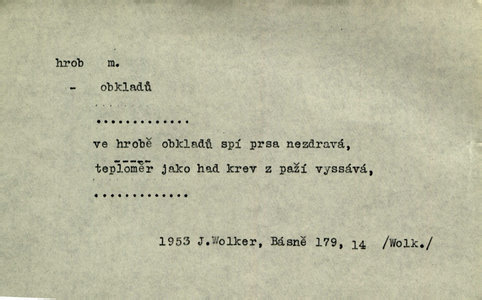 hrob m.
- obkladů
.............
ve hrobě obkladů spí prsa nezdravá,
teploměr jako had krev z paží vyssává,
.............
1953 J.Wolker, Básně 179, 14 /Wolk./